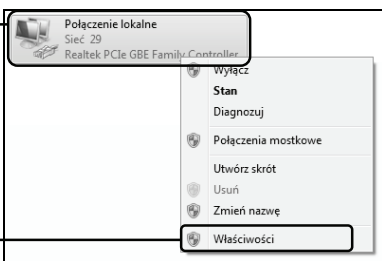 Połączenie lokalne
Sieć 29
Realtek PCIe GBE Family Controller
Wyłącz
Stan
Diagnozuj
Połączenia mostkowe
Utwórz skrót
Usuń
Zmień nazwę
Właściwości